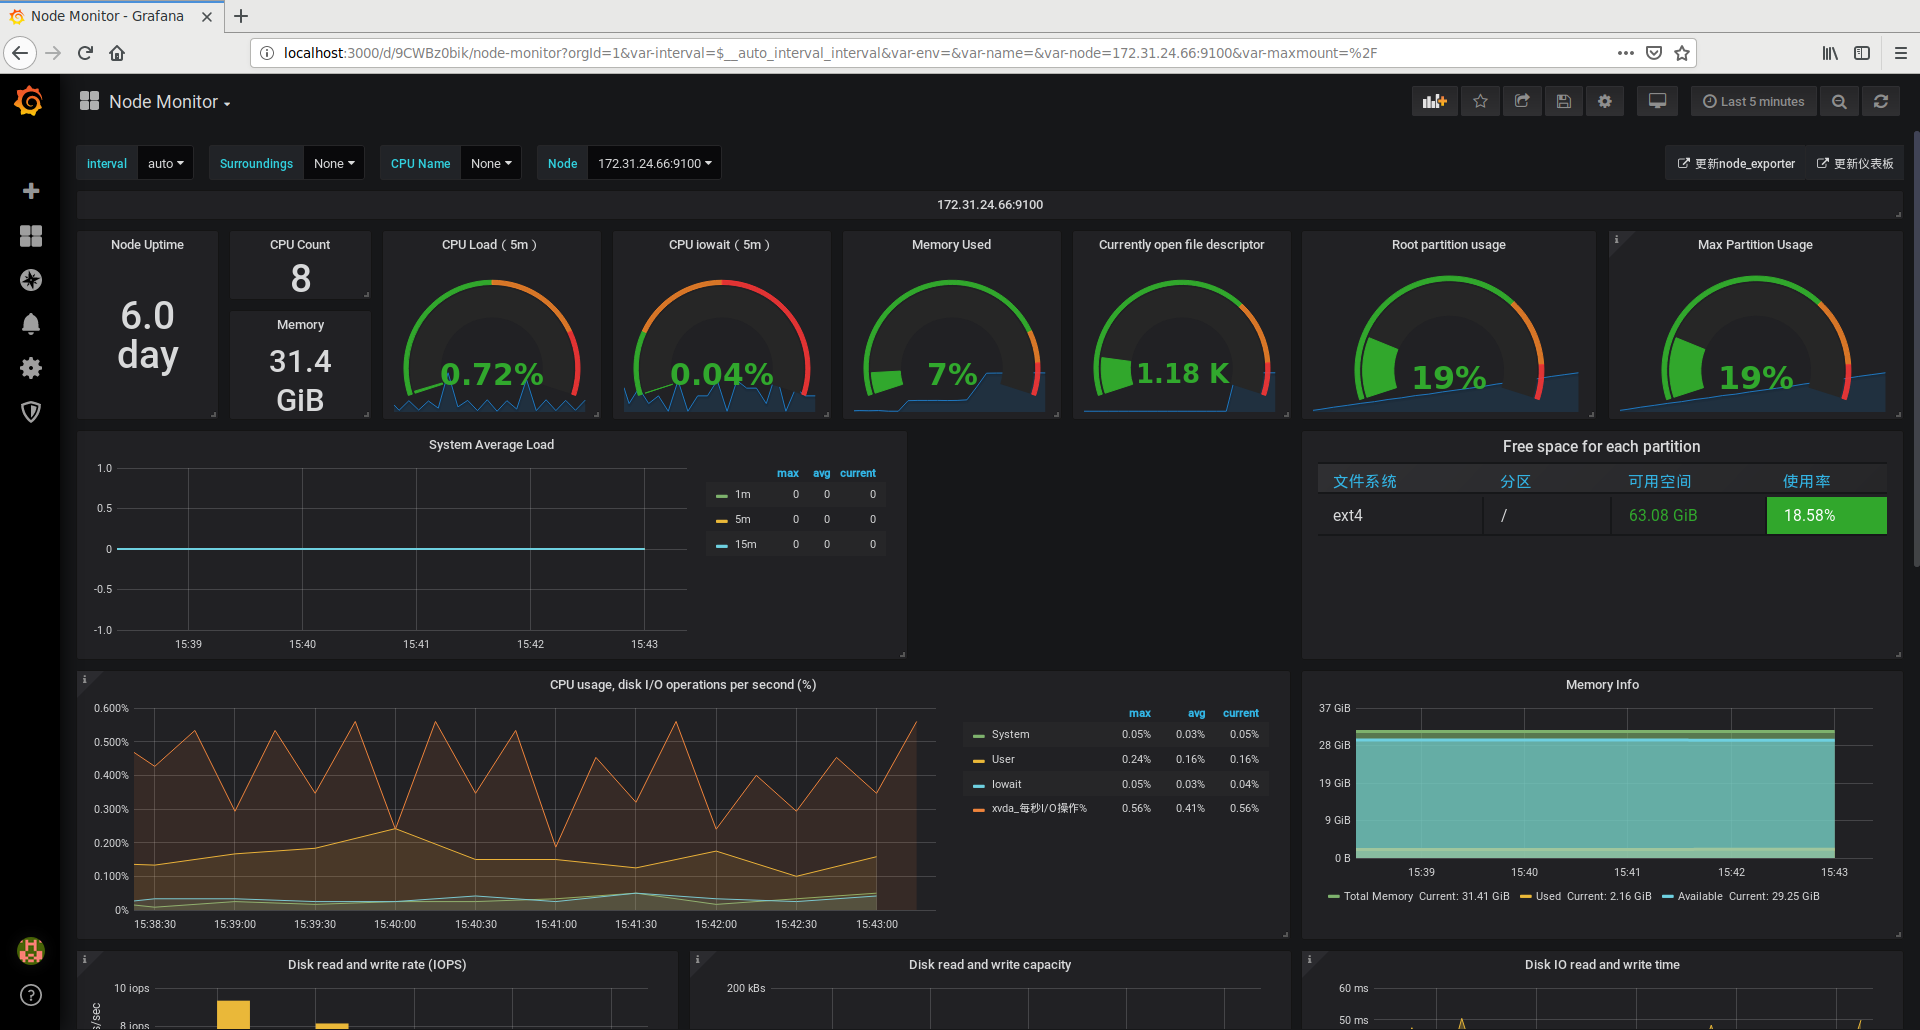 Node Monitor - Grafana
localhost:3000/d/9CWBz0bik/node-monitor?orgId=1&var-interval=$__auto_interval_interval&var-env=&var-name=&var-node=172.31.24.66:9100&var-maxmount=%2F
Node Monitor
Last 5 minutes
interval auto Surroundings None CPU Name None Node 172.31.24.66:9100 更新node_exporter 更新仪表板
172.31.24.66:9100
Node Uptime
6.0
day
CPU Count
8
Memory
31.4
GiB
CPU Load（5m）
0.72%
CPU iowait（5m）
0.04%
Memory Used
7%
Currently open file descriptor
1.18 K
Root partition usage
19%
Max Partition Usage
19%
System Average Load
1.0
0.5
0
-0.5
-1.0
15:39 15:40 15:41 15:42 15:43
max avg current
1m 0 0 0
5m 0 0 0
15m 0 0 0
Free space for each partition
文件系统 分区 可用空间 使用率
ext4 / 63.08 GiB 18.58%
CPU usage, disk I/O operations per second (%)
0.600%
0.500%
0.400%
0.300%
0.200%
0.100%
0%
15:38:30 15:39:00 15:39:30 15:40:00 15:40:30 15:41:00 15:41:30 15:42:00 15:42:30 15:43:00
max avg current
System 0.05% 0.03% 0.05%
User 0.24% 0.16% 0.16%
Iowait 0.05% 0.03% 0.04%
xvda_每秒I/O操作% 0.56% 0.41% 0.56%
Memory Info
37 GiB
28 GiB
19 GiB
9 GiB
0 B
15:39 15:40 15:41 15:42 15:43
Total Memory Current: 31.41 GiB Used Current: 2.16 GiB Available Current: 29.25 GiB
Disk read and write rate (IOPS)
10 iops
8 iops
s/sec
Disk read and write capacity
200 kBs
Disk IO read and write time
60 ms
50 ms